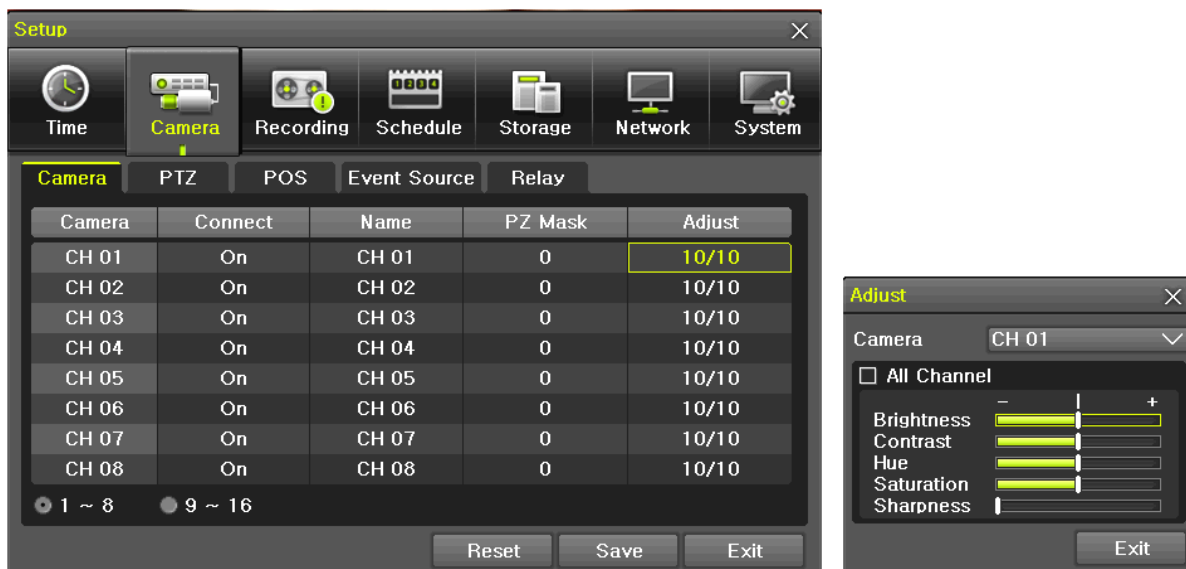 Setup
Time Camera Recording Schedule Storage Network System
0 2 3 4
Camera PTZ POS Event Source Relay
Camera Connect Name PZ Mask Adjust
CH 01 On CH 01 0 10/10
CH 02 On CH 02 0 10/10
CH 03 On CH 03 0 10/10
CH 04 On CH 04 0 10/10
CH 05 On CH 05 0 10/10
CH 06 On CH 06 0 10/10
CH 07 On CH 07 0 10/10
CH 08 On CH 08 0 10/10
1 ~ 8 9 ~ 16
Reset Save Exit
Adjust
Camera CH 01
All Channel
− | +
Brightness
Contrast
Hue
Saturation
Sharpness
Exit